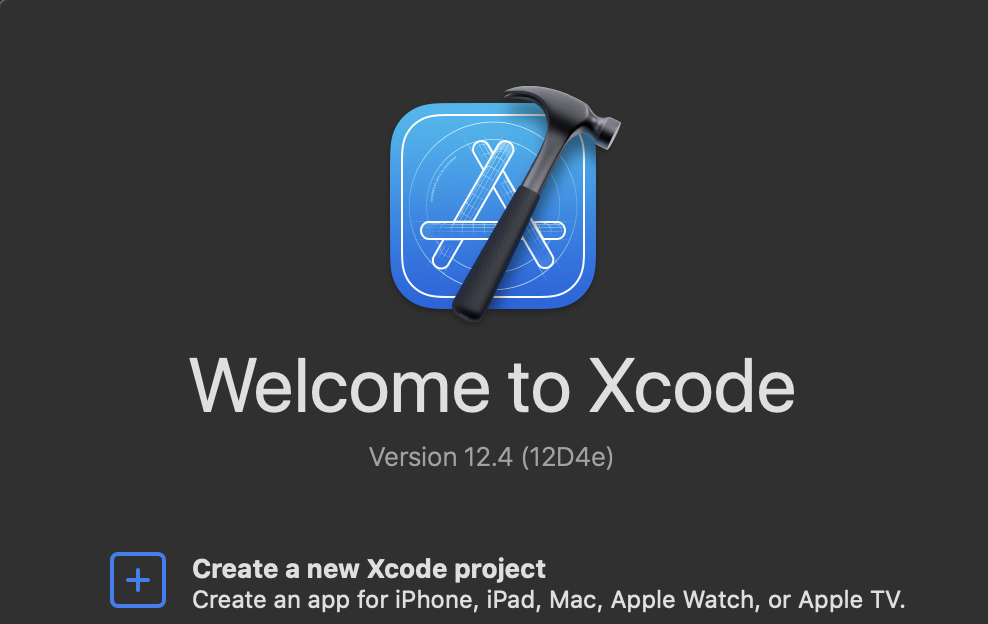 Welcome to Xcode
Version 12.4 (12D4e)
Create a new Xcode project
Create an app for iPhone, iPad, Mac, Apple Watch, or Apple TV.